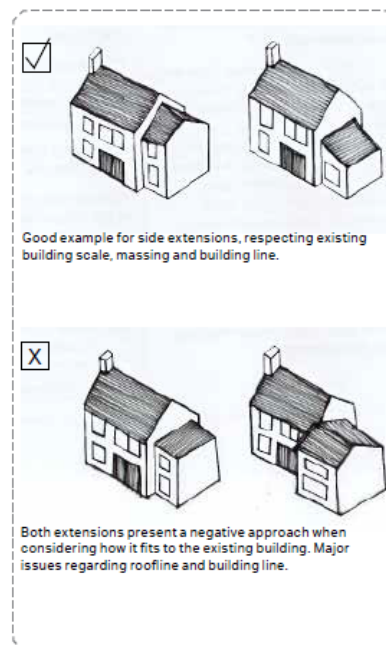 Good example for side extensions, respecting existing
building scale, massing and building line.
X
Both extensions present a negative approach when
considering how it fits to the existing building. Major
issues regarding roofline and building line.